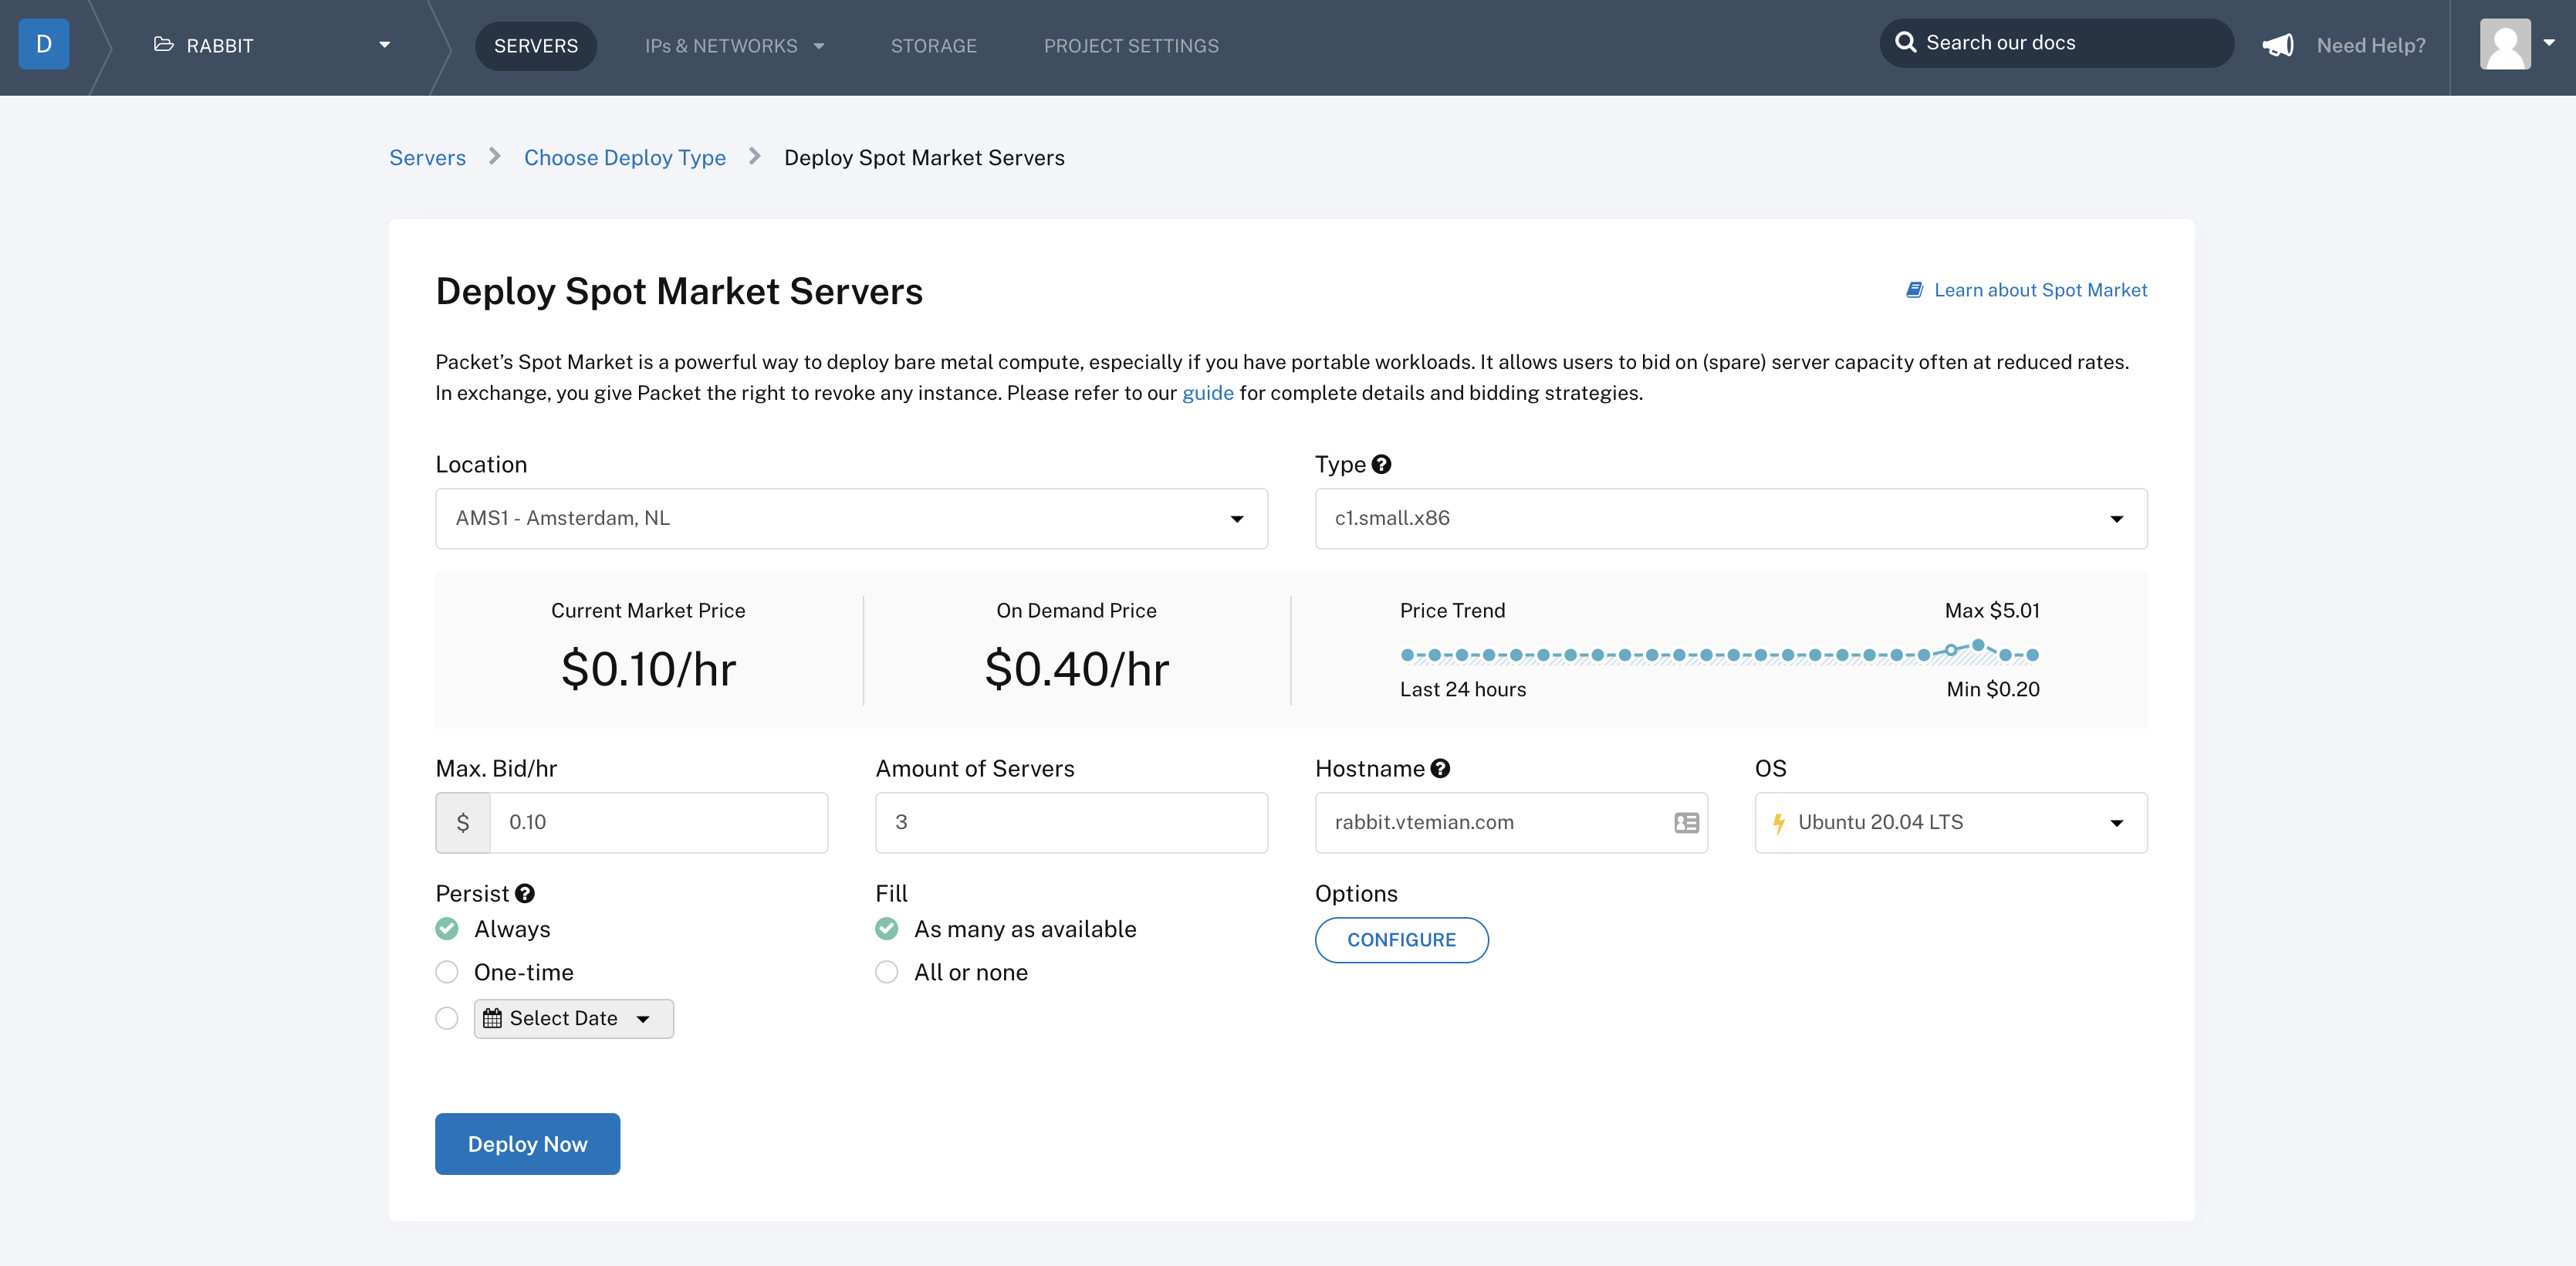 D
RABBIT
SERVERS
IPs & NETWORKS
STORAGE
PROJECT SETTINGS
Search our docs
Need Help?
Servers
Choose Deploy Type
Deploy Spot Market Servers
Deploy Spot Market Servers
Learn about Spot Market
Packet’s Spot Market is a powerful way to deploy bare metal compute, especially if you have portable workloads. It allows users to bid on (spare) server capacity often at reduced rates.
In exchange, you give Packet the right to revoke any instance. Please refer to our guide for complete details and bidding strategies.
Location
Type ?
AMS1 - Amsterdam, NL
c1.small.x86
Current Market Price
$0.10/hr
On Demand Price
$0.40/hr
Price Trend
Max $5.01
Last 24 hours
Min $0.20
Max. Bid/hr
Amount of Servers
Hostname ?
OS
$ 0.10
3
rabbit.vtemian.com
Ubuntu 20.04 LTS
Persist ?
Always
One-time
Select Date
Fill
As many as available
All or none
Options
CONFIGURE
Deploy Now